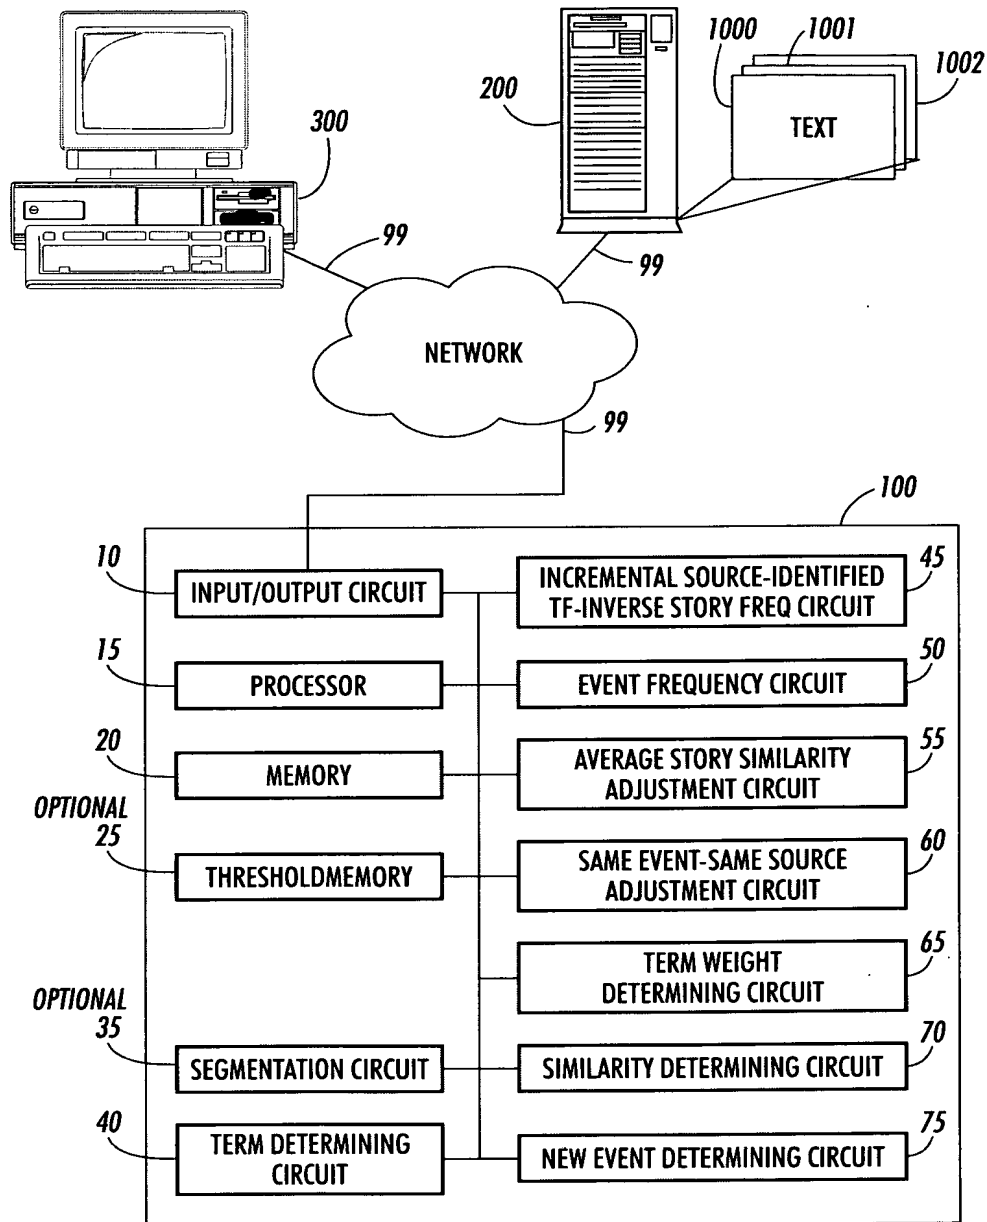 300
200
1000
1001
1002
TEXT
99
99
NETWORK
99
100
10
INPUT/OUTPUT CIRCUIT
INCREMENTAL SOURCE-IDENTIFIED
TF-INVERSE STORY FREQ CIRCUIT
45
15
PROCESSOR
EVENT FREQUENCY CIRCUIT
50
20
MEMORY
AVERAGE STORY SIMILARITY
ADJUSTMENT CIRCUIT
55
OPTIONAL
25
THRESHOLDMEMORY
SAME EVENT-SAME SOURCE
ADJUSTMENT CIRCUIT
60
TERM WEIGHT
DETERMINING CIRCUIT
65
OPTIONAL
35
SEGMENTATION CIRCUIT
SIMILARITY DETERMINING CIRCUIT
70
40
TERM DETERMINING
CIRCUIT
NEW EVENT DETERMINING CIRCUIT
75